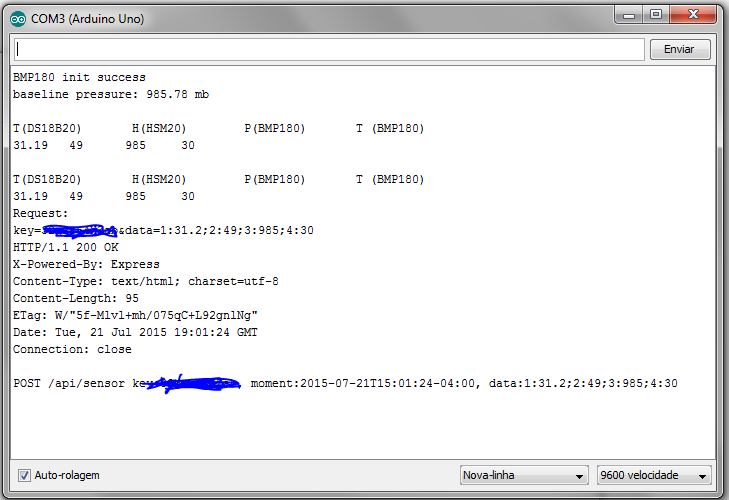 COM3 (Arduino Uno)
Enviar
BMP180 init success
baseline pressure: 985.78 mb
T(DS18B20) H(HSM20) P(BMP180) T (BMP180)
31.19 49 985 30
T(DS18B20) H(HSM20) P(BMP180) T (BMP180)
31.19 49 985 30
Request:
key= &data=1:31.2;2:49;3:985;4:30
HTTP/1.1 200 OK
X-Powered-By: Express
Content-Type: text/html; charset=utf-8
Content-Length: 95
ETag: W/"5f-Mlvl+mh/075qC+L92gnlNg"
Date: Tue, 21 Jul 2015 19:01:24 GMT
Connection: close
POST /api/sensor moment:2015-07-21T15:01:24-04:00, data:1:31.2;2:49;3:985;4:30
Auto-rolagem
Nova-linha
9600 velocidade